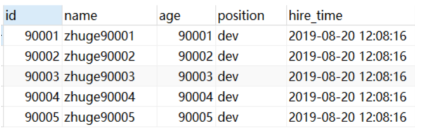 id name age position hire_time
90001 zhuge90001 90001 dev 2019-08-20 12:08:16
90002 zhuge90002 90002 dev 2019-08-20 12:08:16
90003 zhuge90003 90003 dev 2019-08-20 12:08:16
90004 zhuge90004 90004 dev 2019-08-20 12:08:16
90005 zhuge90005 90005 dev 2019-08-20 12:08:16